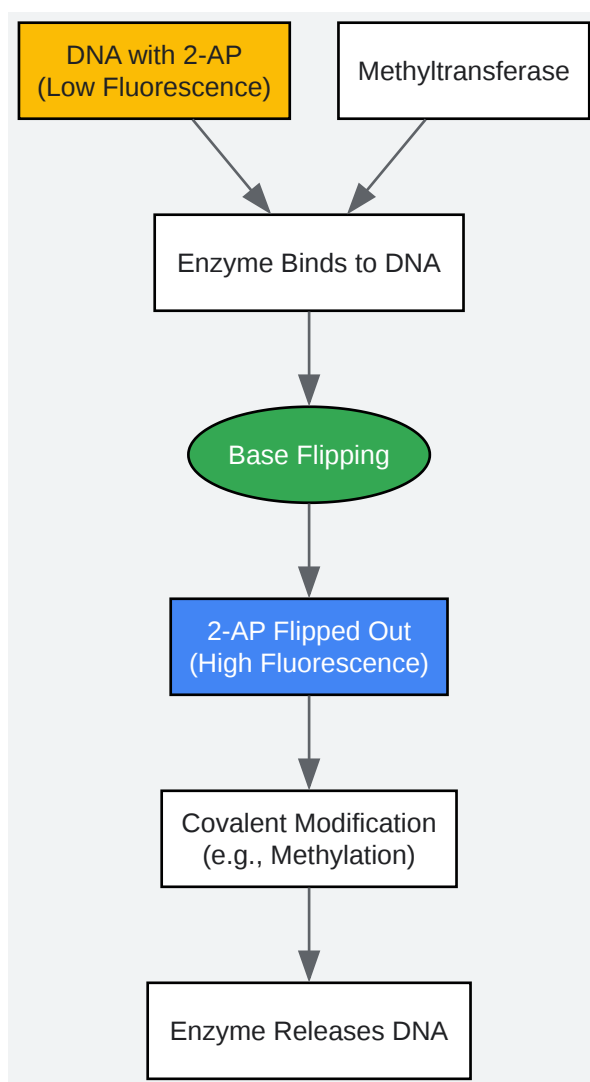 DNA with 2-AP
(Low Fluorescence)
Methyltransferase
Enzyme Binds to DNA
Base Flipping
2-AP Flipped Out
(High Fluorescence)
Covalent Modification
(e.g., Methylation)
Enzyme Releases DNA